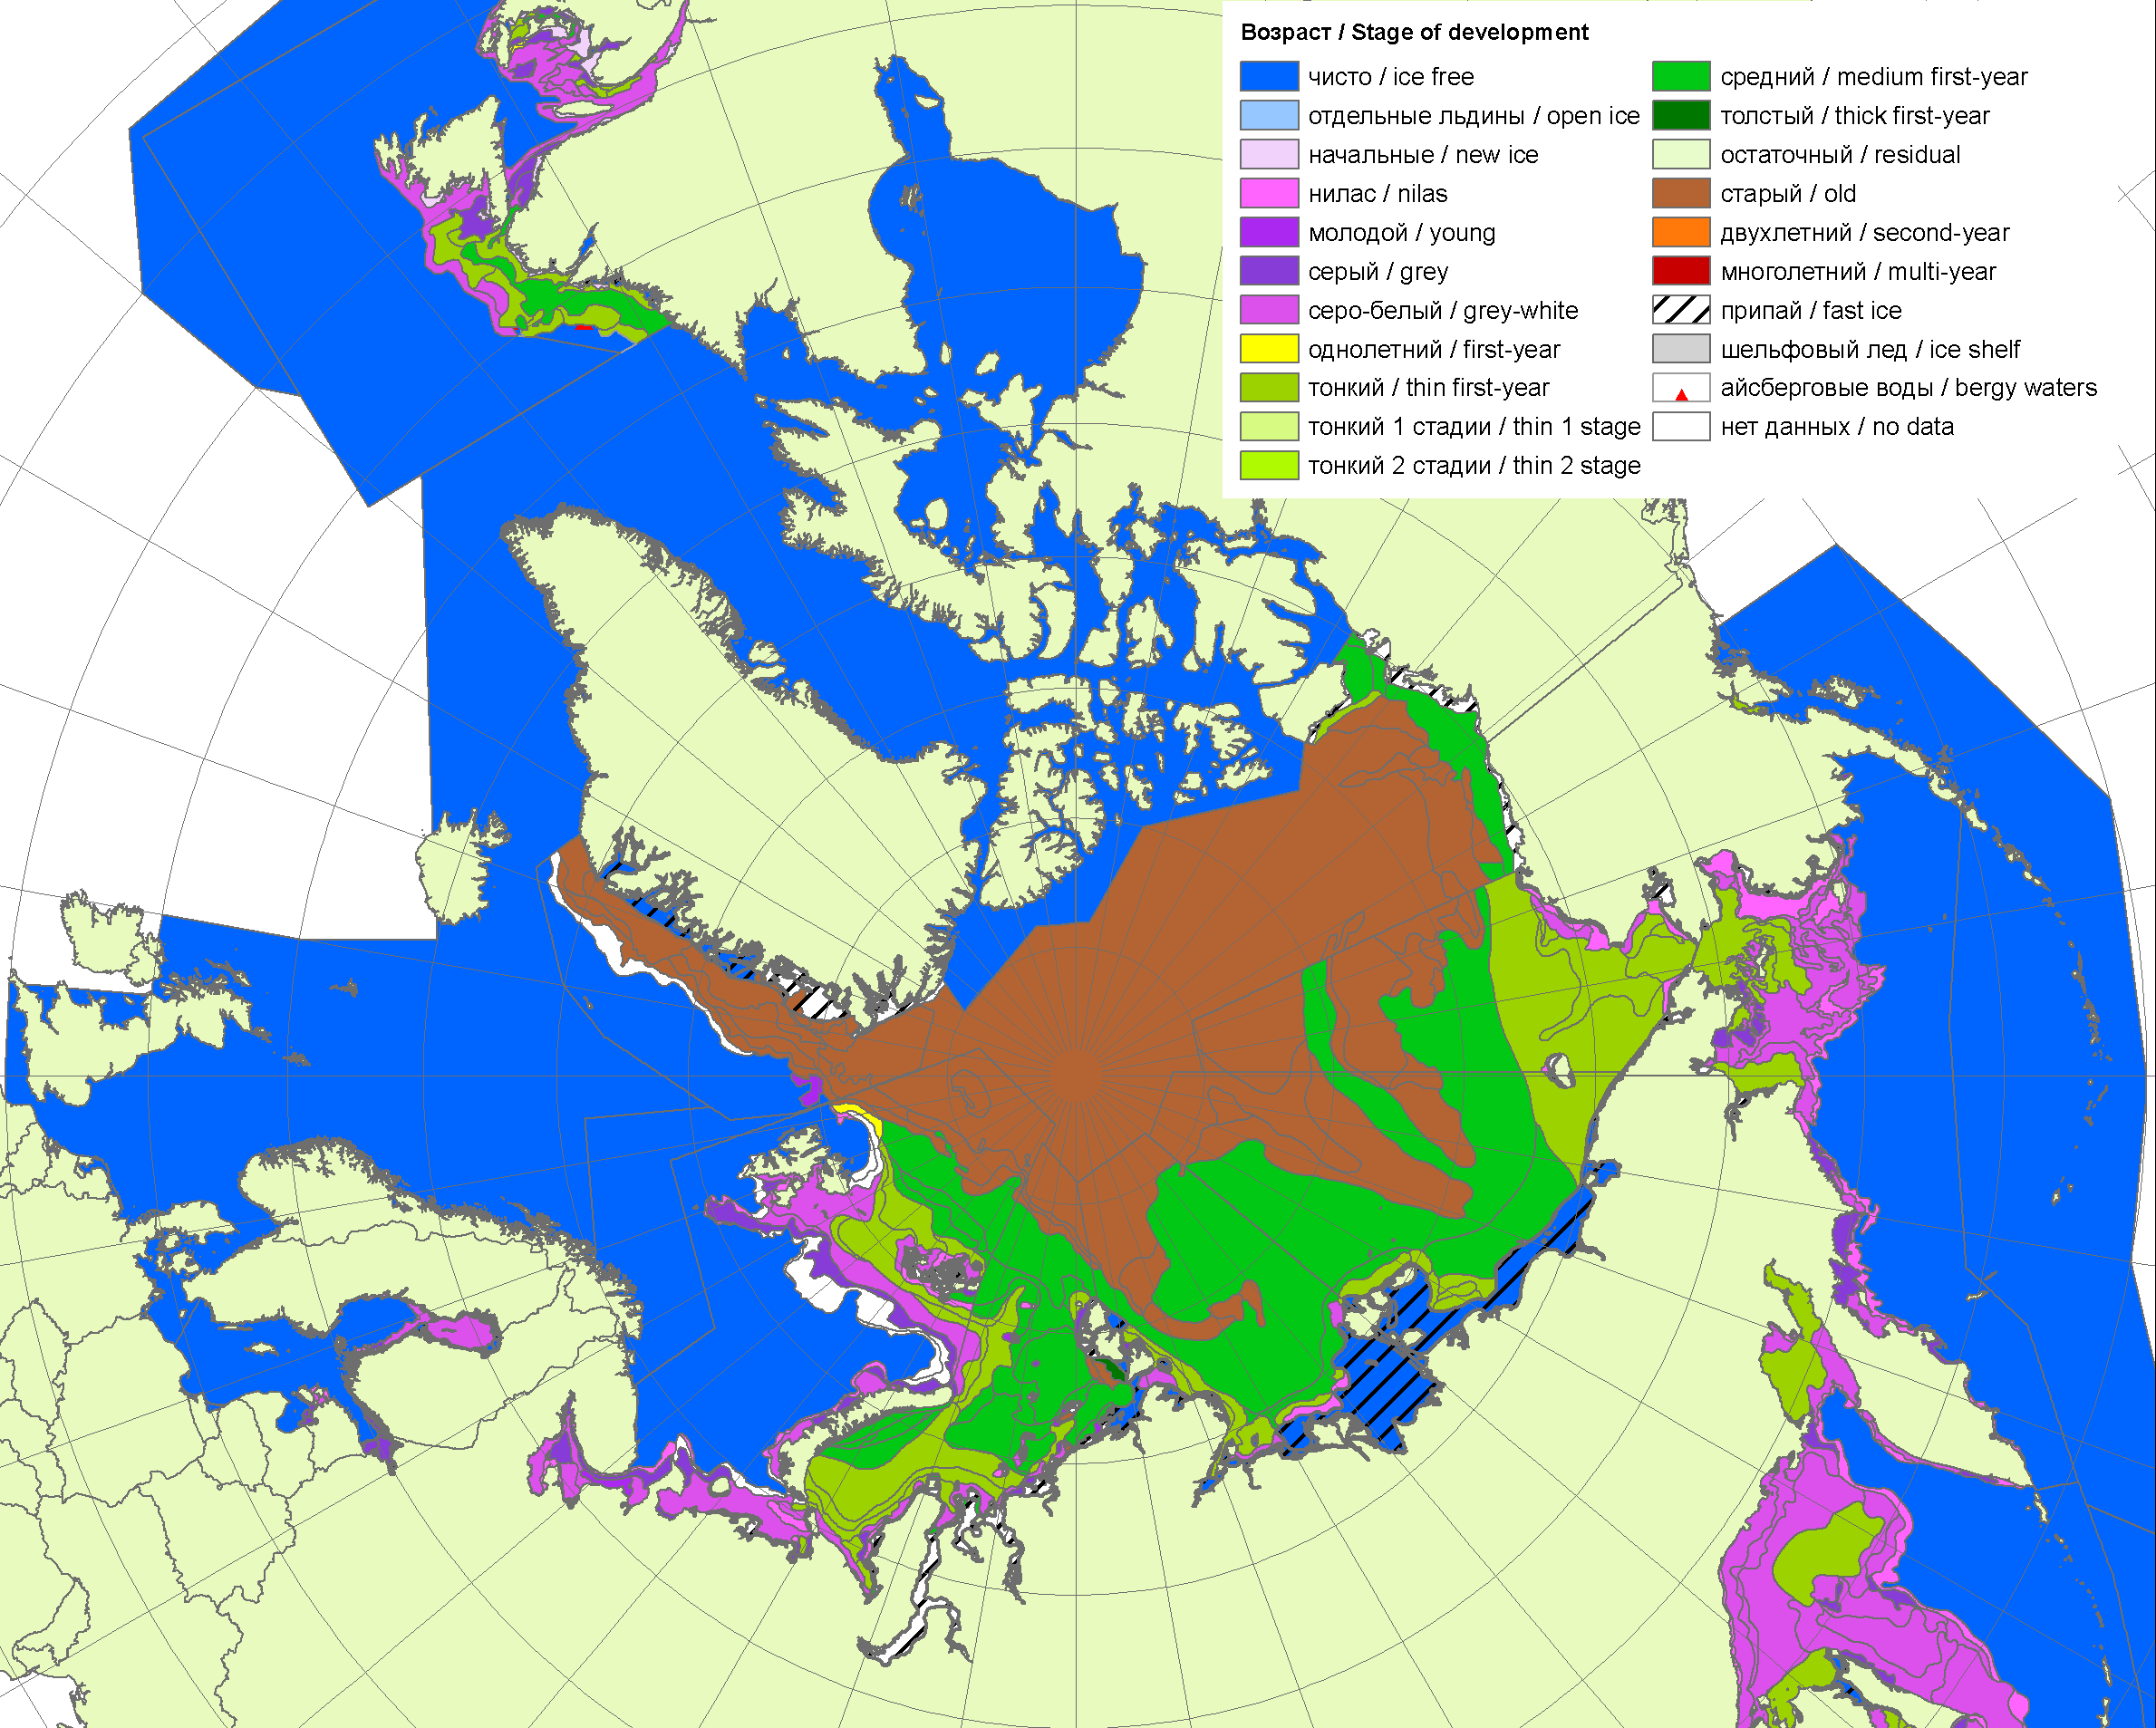 Возраст / Stage of development
чисто / ice free
отдельные льдины / open ice
начальные / new ice
нилас / nilas
молодой / young
серый / grey
серо-белый / grey-white
однолетний / first-year
тонкий / thin first-year
тонкий 1 стадии / thin 1 stage
тонкий 2 стадии / thin 2 stage
средний / medium first-year
толстый / thick first-year
остаточный / residual
старый / old
двухлетний / second-year
многолетний / multi-year
припай / fast ice
шельфовый лед / ice shelf
айсберговые воды / bergy waters
нет данных / no data